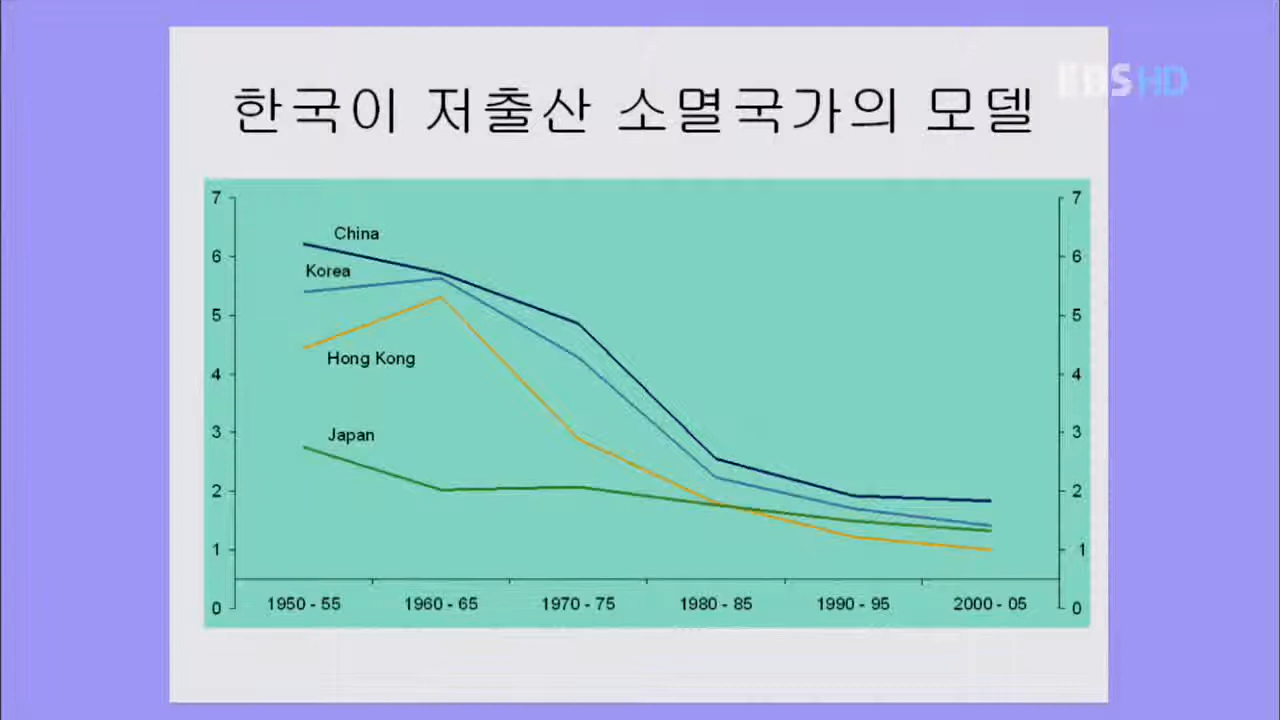 EBS HD
한국이 저출산 소멸국가의 모델
7 7
China
6 6
Korea
5 5
Hong Kong
4 4
Japan
3 3
2 2
1 1
0 1950 - 55 1960 - 65 1970 - 75 1980 - 85 1990 - 95 2000 - 05 0